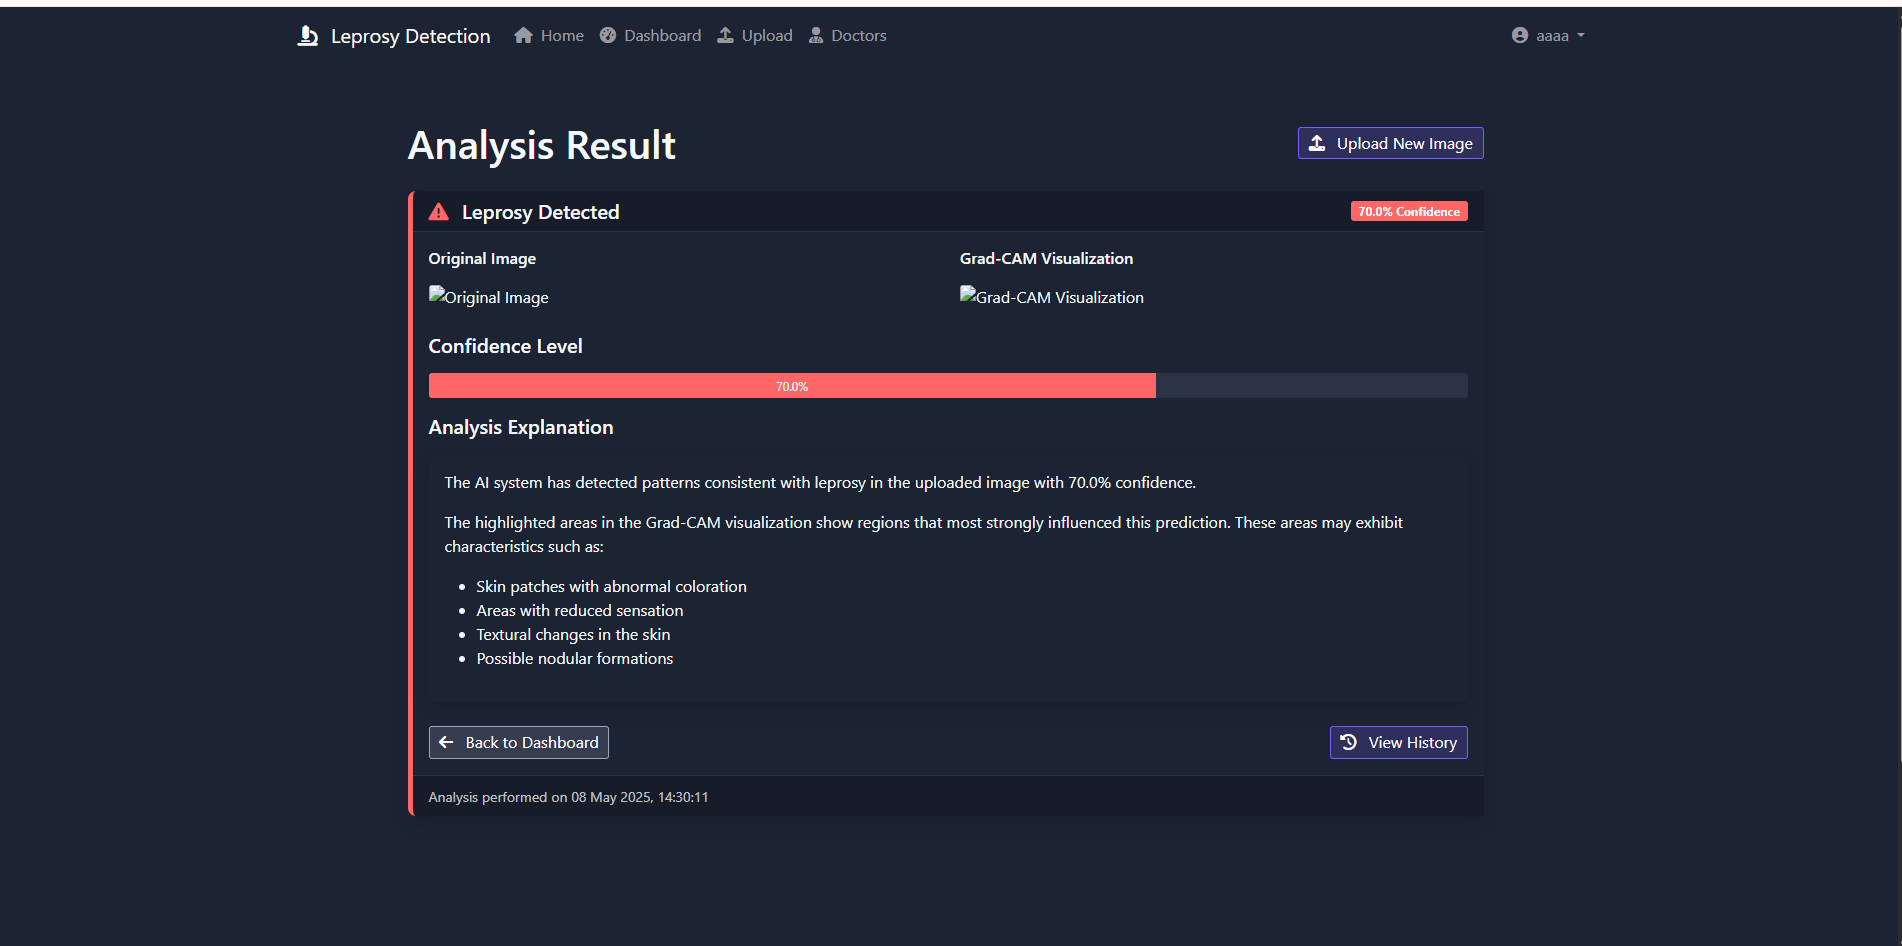 Leprosy Detection Home Dashboard Upload Doctors aaaa
Analysis Result
Upload New Image
Leprosy Detected
70.0% Confidence
Original Image
Grad-CAM Visualization
Original Image
Grad-CAM Visualization
Confidence Level
70.0%
Analysis Explanation
The AI system has detected patterns consistent with leprosy in the uploaded image with 70.0% confidence.
The highlighted areas in the Grad-CAM visualization show regions that most strongly influenced this prediction. These areas may exhibit
characteristics such as:
Skin patches with abnormal coloration
Areas with reduced sensation
Textural changes in the skin
Possible nodular formations
Back to Dashboard
View History
Analysis performed on 08 May 2025, 14:30:11